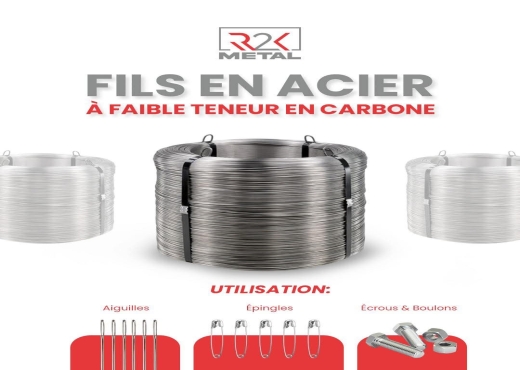 R2K
METAL
FILS EN ACIER
À FAIBLE TENEUR EN CARBONE
UTILISATION:
Aiguilles
Épingles
Écrous & Boulons